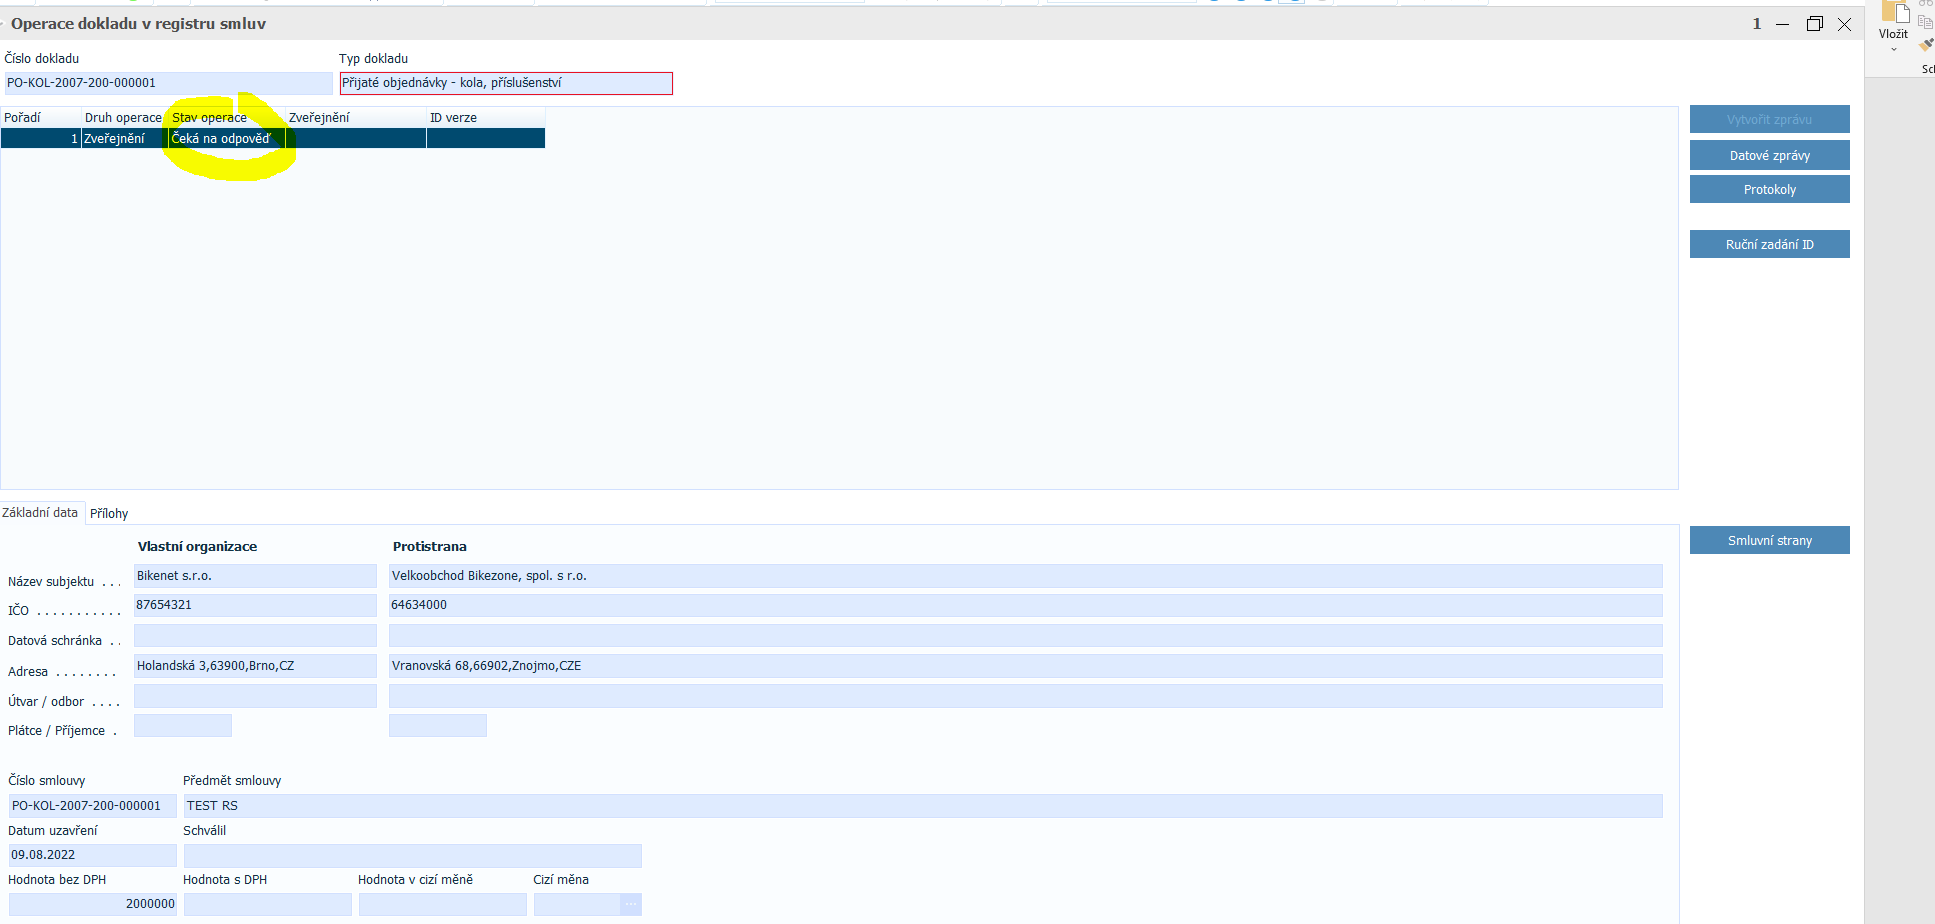 Operace dokladu v registru smluv
1
Vložit
Číslo dokladu
Typ dokladu
PO-KOL-2007-200-000001
Přijaté objednávky - kola, příslušenství
Pořadí
Druh operace
Stav operace
Zveřejnění
ID verze
1
Zveřejnění
Čeká na odpověď
Vytvořit zprávu
Datové zprávy
Protokoly
Ruční zadání ID
Základní data
Přílohy
Vlastní organizace
Protistrana
Smluvní strany
Název subjektu . . .
Bikenet s.r.o.
Velkoobchod Bikezone, spol. s r.o.
IČO . . . . . . . . . . .
87654321
64634000
Datová schránka . .
Adresa . . . . . . . .
Holandská 3,63900,Brno,CZ
Vranovská 68,66902,Znojmo,CZE
Útvar / odbor . . . .
Plátce / Příjemce .
Číslo smlouvy
Předmět smlouvy
PO-KOL-2007-200-000001
TEST RS
Datum uzavření
Schválil
09.08.2022
Hodnota bez DPH
Hodnota s DPH
Hodnota v cizí měně
Cizí měna
2000000
...